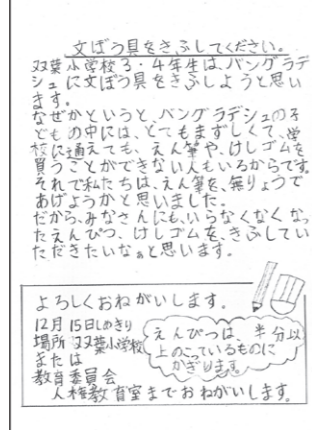 文ぼう具をきふしてください。
双葉小学校3・4年生は、バングラデ
シュに文ぼう具をきふしようと思い
ます。
なぜかというと、バングラデシュの子
どもの中には、とてもまずしくて、学
校に通えても、えん筆や、けしゴムを
買うことができない人もいるからです。
それで私たちは、えん筆を、無りょうで
あげようかと思いました。
だから、みなさんにも、いらなくなくなっ
たえんぴつ、けしゴムを、きふしてい
ただきたいなぁと思います。
よろしくおねがいします。
12月15日しめきり
場所 双葉小学校
または
教育委員会
人権教育室までおねがいします。
えんぴつは、半分以
上のこっているものに
かぎります。